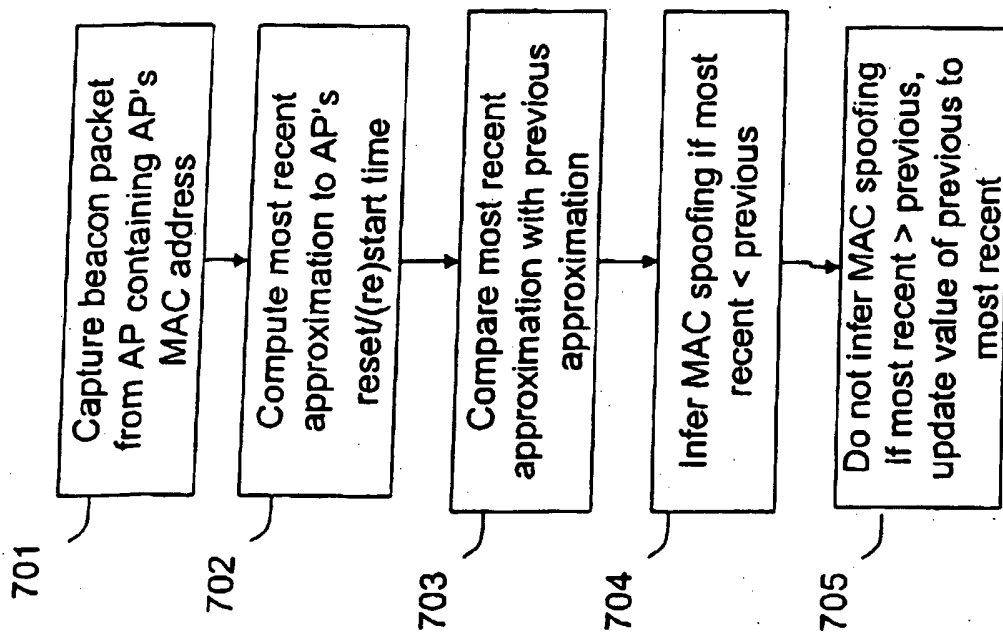 701
Capture beacon packet
from AP containing AP's
MAC address
702
Compute most recent
approximation to AP's
reset/(re)start time
703
Compare most recent
approximation with previous
approximation
704
Infer MAC spoofing if most
recent < previous
705
Do not infer MAC spoofing
if most recent > previous,
update value of previous to
most recent